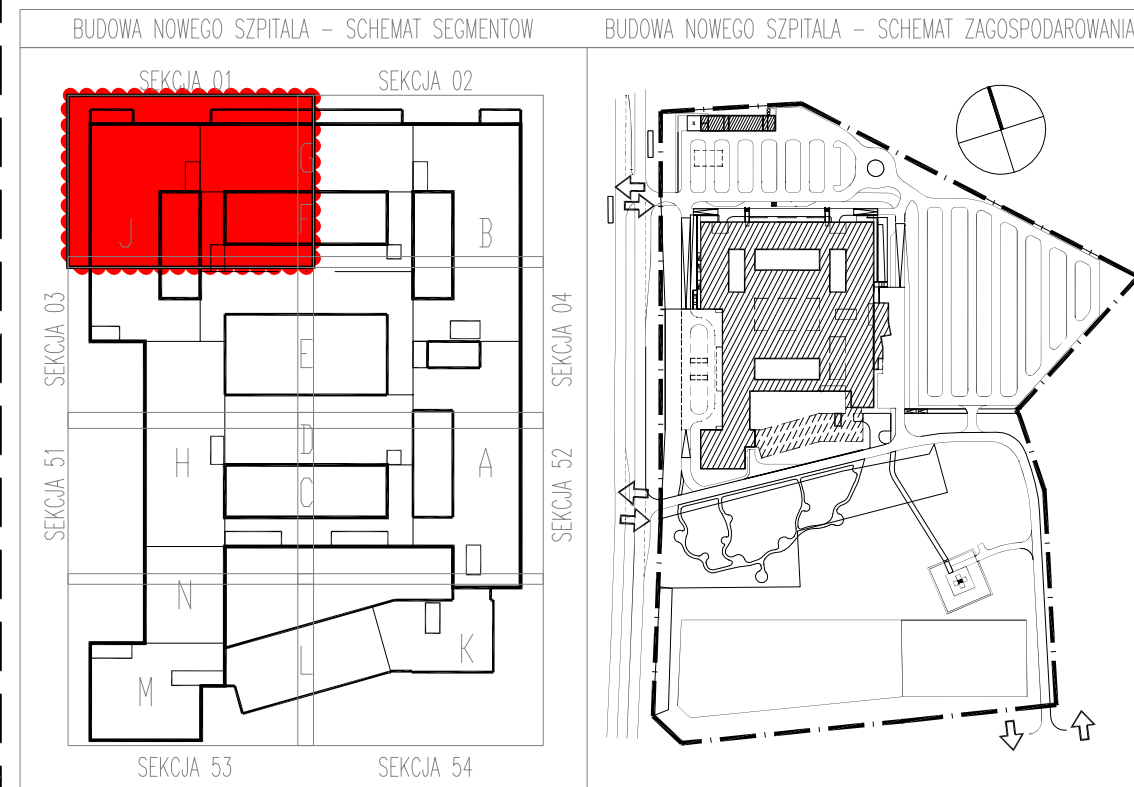 BUDOWA NOWEGO SZPITALA – SCHEMAT SEGMENTÓW
BUDOWA NOWEGO SZPITALA – SCHEMAT ZAGOSPODAROWANIA
SEKCJA 01
SEKCJA 02
G
F
J
B
SEKCJA 03
SEKCJA 04
E
D
H
A
C
SEKCJA 51
SEKCJA 52
N
L
K
M
SEKCJA 53
SEKCJA 54